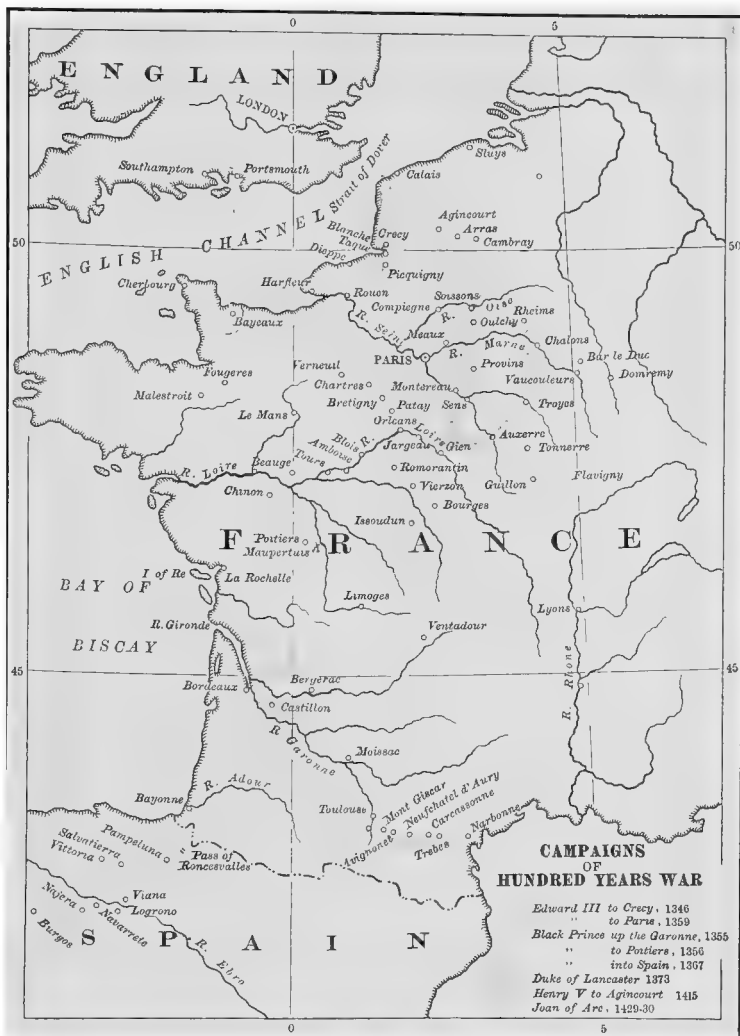 0
5
ENGLAND
LONDON
Southampton
Portsmouth
Strait of Dover
Sluys
Calais
ENGLISH CHANNEL
50
50
Agincourt
Arras
Cambray
Blanche
Taque
Crecy
Dieppe
Picquigny
Cherbourg
Harfleur
Rouen
Bayeaux
R. Seine
Compiegne
Soissons
R. Oise
Oulchy
Rheims
Meaux
R. Marne
Chalons
PARIS
Provins
Bar le Duc
Vaucouleurs
Domremy
Fougeres
Verneuil
Chartres
Montereau
Malestroit
Bretigny
Patay
Sens
Troyes
Le Mans
Orleans
Auxerre
Tonnerre
Blois
R. Loire
Jargeau
Gien
Amboise
Tours
Beauge
R. Loire
Romorantin
Vierzon
Guillon
Flavigny
Chinon
Bourges
Issoudun
FRANCE
Poitiers
Maupertuis X
I of Re
La Rochelle
BAY OF
BISCAY
Limoges
Lyons
R. Gironde
Ventadour
45
45
Bordeaux
Bergerac
Castillon
R. Rhone
R Garonne
Moissac
R. Adour
Bayonne
Toulouse
Mont Giscar
Avignonet
Neufchatel d'Aury
Carcassonne
Trebes
Narbonne
Salvatierra
Vittoria
Pampeluna
Pass of
Roncesvalles
Viana
Najera
Logrono
Navarrete
Burgos
SPAIN
R. Ebro
CAMPAIGNS
OF
HUNDRED YEARS WAR
Edward III to Crecy, 1346
" to Paris, 1359
Black Prince up the Garonne, 1355
" to Poitiers, 1356
" into Spain, 1367
Duke of Lancaster 1373
Henry V to Agincourt 1415
Joan of Arc, 1429-30
0
5